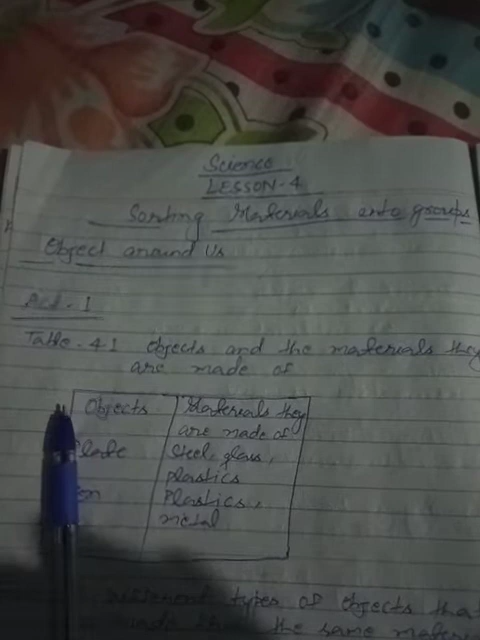 Science
LESSON-4
Sorting Materials into groups
Object around Us
Act-1
Table-4.1 Objects and the materials they
are made of
Objects
Materials they
are made of
Steel, glass,
plastics
Plastics,
metal
Different types of objects that
the same